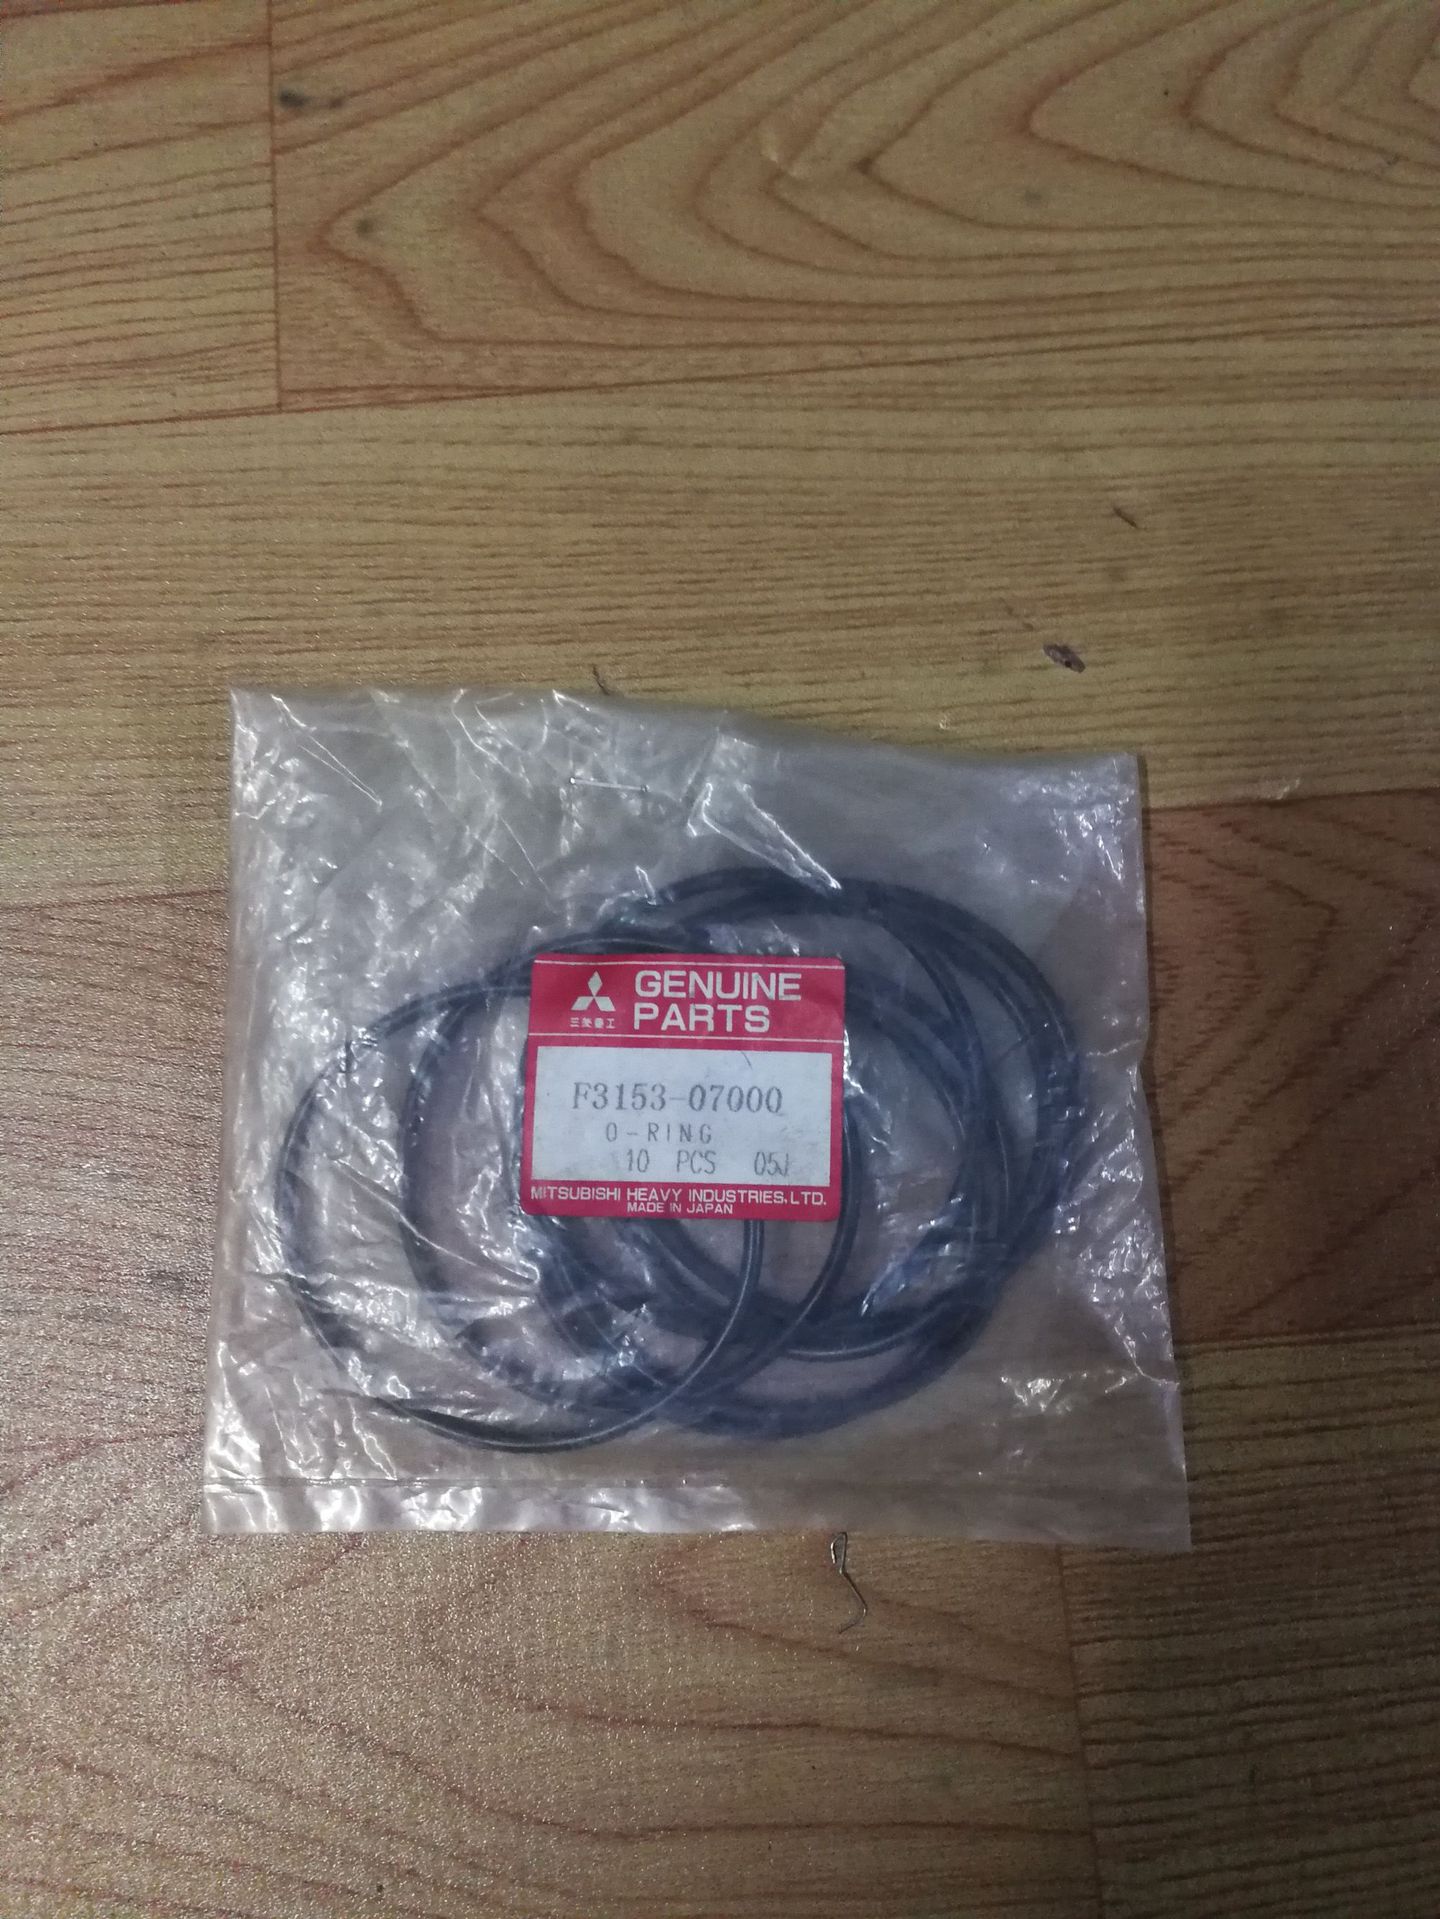 GENUINE
PARTS
三菱重工
F3153-07000
O-RING
10 PCS 05J
MITSUBISHI HEAVY INDUSTRIES, LTD.
MADE IN JAPAN